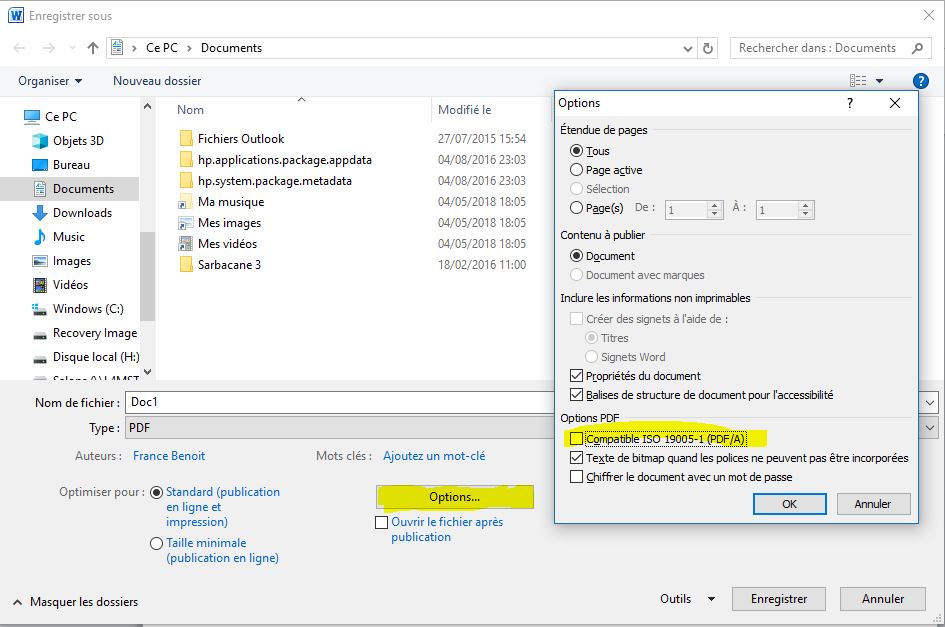 Enregistrer sous
Ce PC > Documents
Rechercher dans : Documents
Organiser
Nouveau dossier
?
Ce PC
Objets 3D
Bureau
Documents
Downloads
Music
Images
Vidéos
Windows (C:)
Recovery Image
Disque local (H:)
Nom Modifié le
Fichiers Outlook 27/07/2015 15:54
hp.applications.package.appdata 04/08/2016 23:03
hp.system.package.metadata 04/08/2016 23:03
Ma musique 04/05/2018 18:05
Mes images 04/05/2018 18:05
Mes vidéos 04/05/2018 18:05
Sarbacane 3 18/02/2016 11:00
Nom de fichier : Doc1
Type : PDF
Auteurs : France Benoit
Mots clés : Ajoutez un mot-clé
Optimiser pour : Standard (publication
en ligne et
impression)
Taille minimale
(publication en ligne)
Options...
Ouvrir le fichier après
publication
Masquer les dossiers
Outils
Enregistrer
Annuler
Options
?
Étendue de pages
Tous
Page active
Sélection
Page(s) De : 1 À : 1
Contenu à publier
Document
Document avec marques
Inclure les informations non imprimables
Créer des signets à l'aide de :
Titres
Signets Word
Propriétés du document
Balises de structure de document pour l'accessibilité
Options PDF
Compatible ISO 19005-1 (PDF/A)
Texte de bitmap quand les polices ne peuvent pas être incorporées
Chiffrer le document avec un mot de passe
OK
Annuler